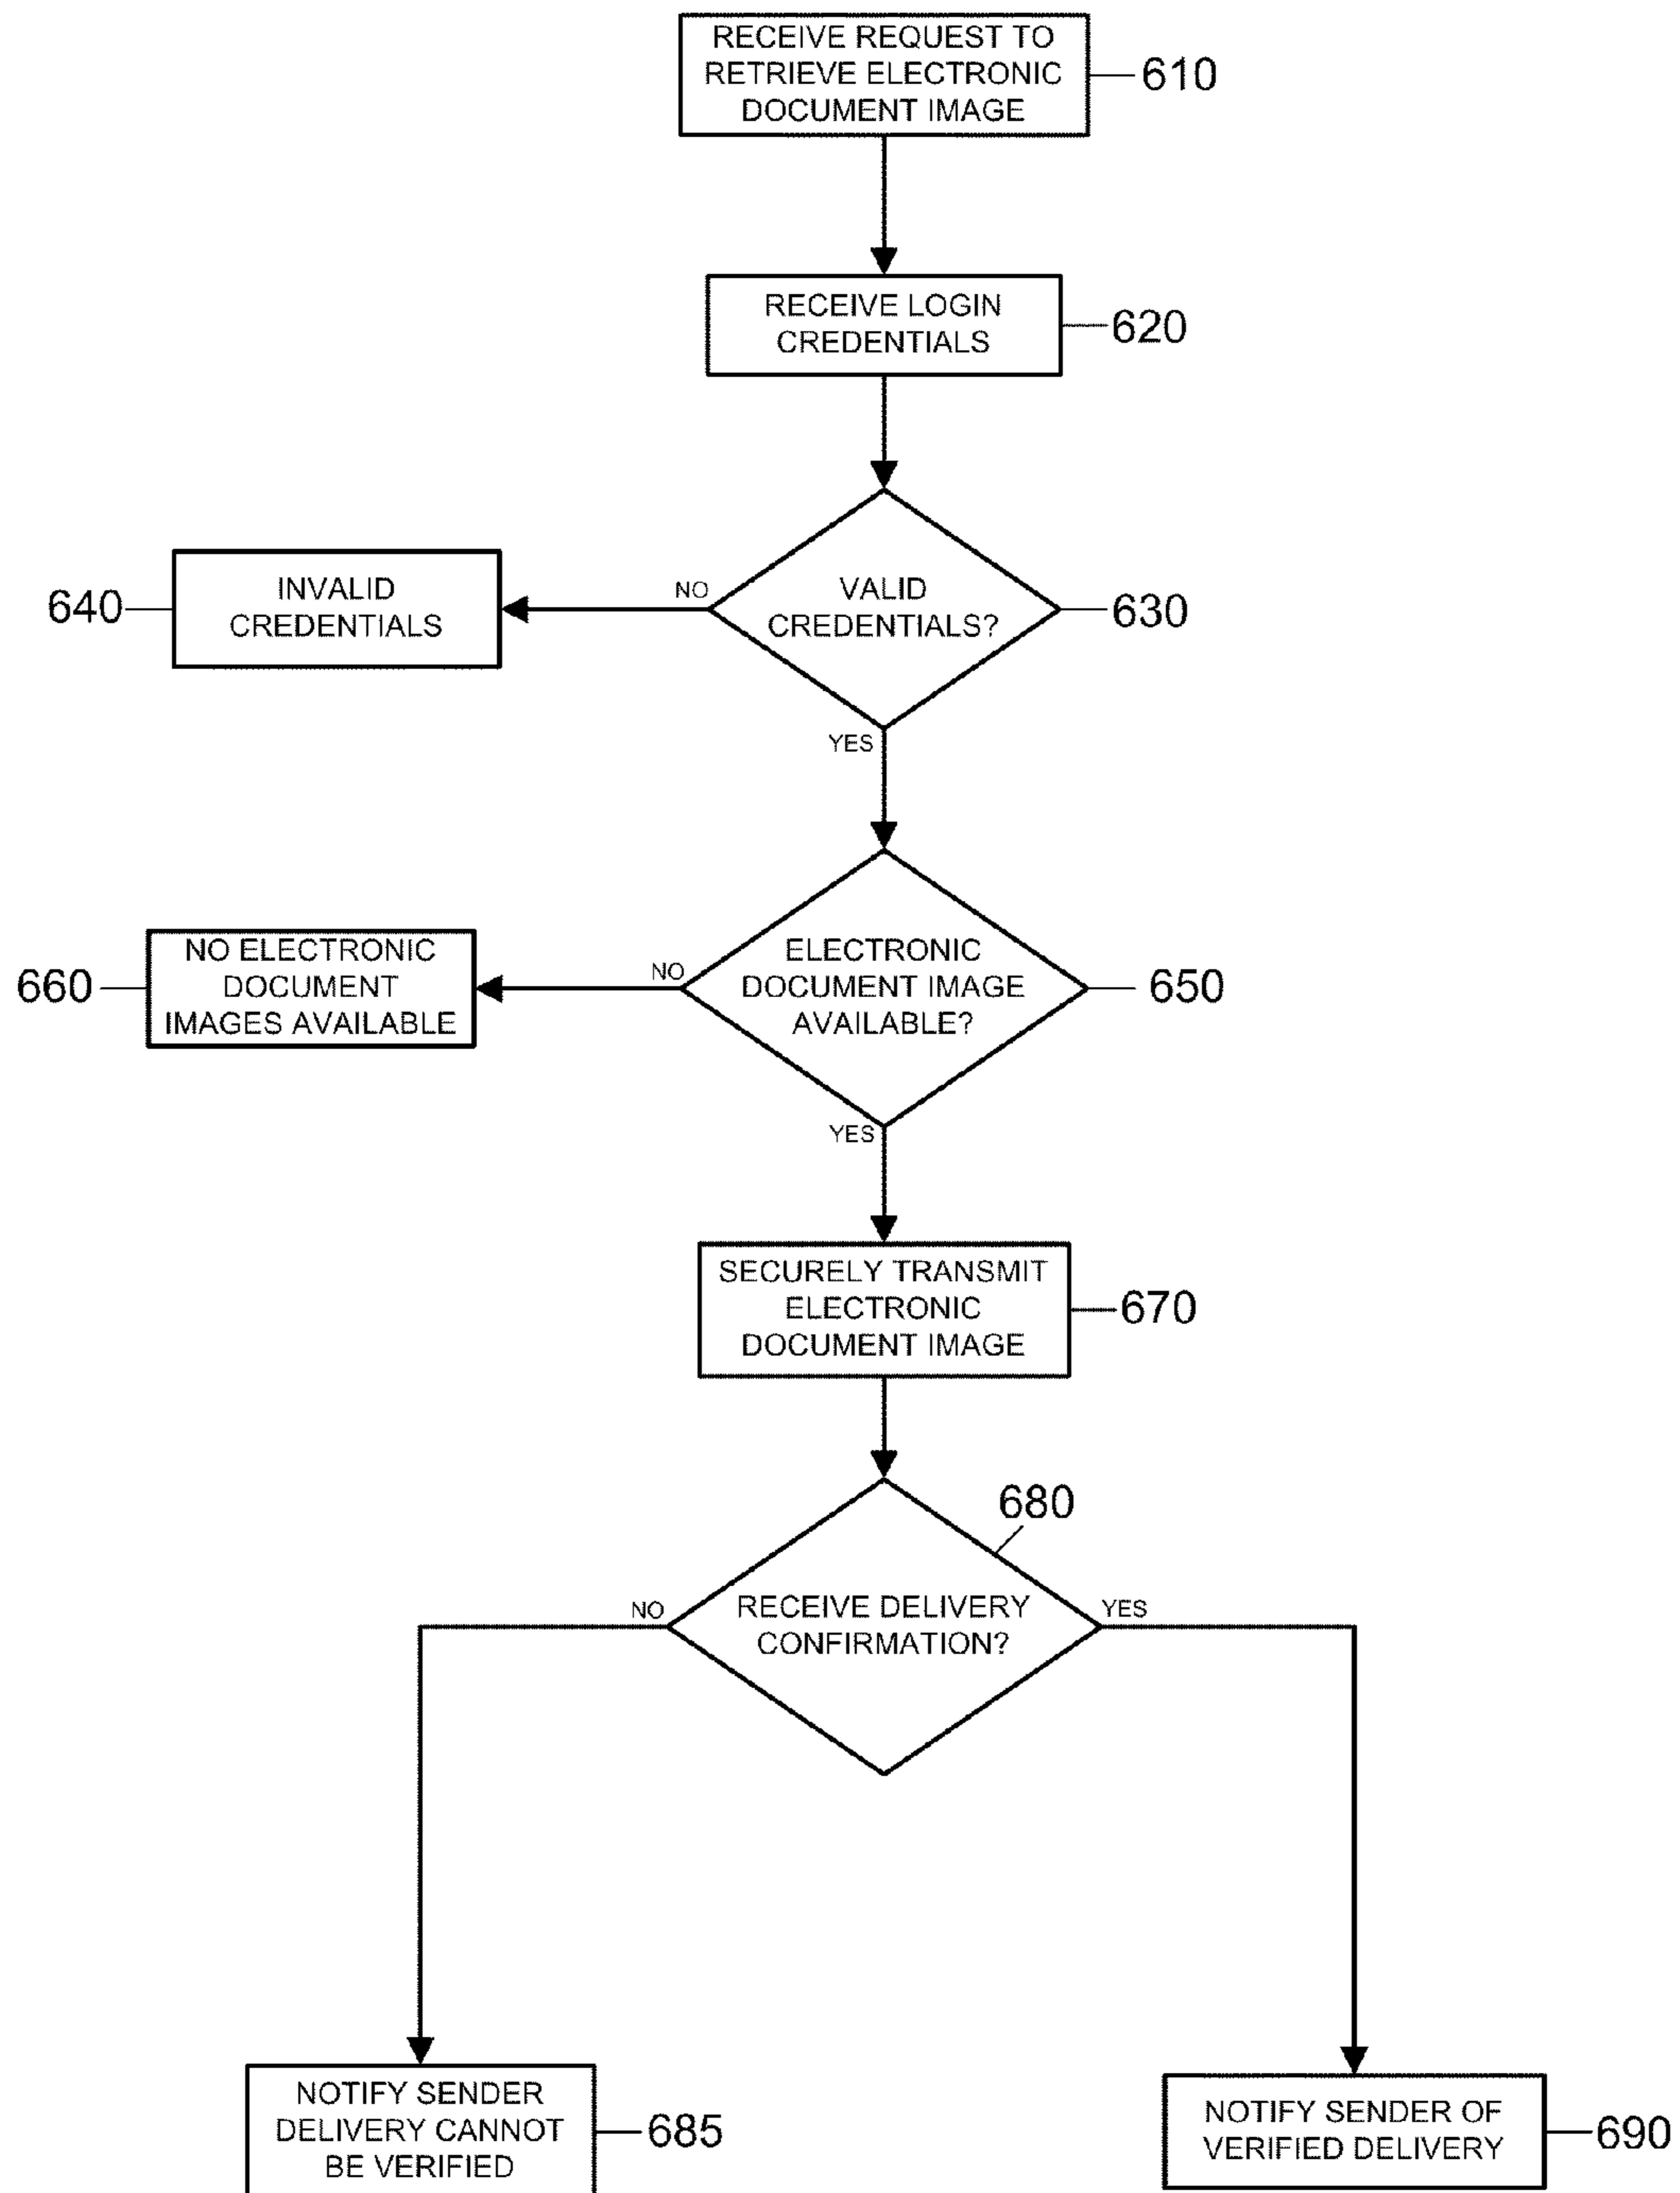 RECEIVE REQUEST TO
RETRIEVE ELECTRONIC
DOCUMENT IMAGE
610
RECEIVE LOGIN
CREDENTIALS
620
VALID
CREDENTIALS?
630
NO
INVALID
CREDENTIALS
640
YES
ELECTRONIC
DOCUMENT IMAGE
AVAILABLE?
650
NO
NO ELECTRONIC
DOCUMENT
IMAGES AVAILABLE
660
YES
SECURELY TRANSMIT
ELECTRONIC
DOCUMENT IMAGE
670
680
RECEIVE DELIVERY
CONFIRMATION?
NO
YES
NOTIFY SENDER
DELIVERY CANNOT
BE VERIFIED
685
NOTIFY SENDER OF
VERIFIED DELIVERY
690